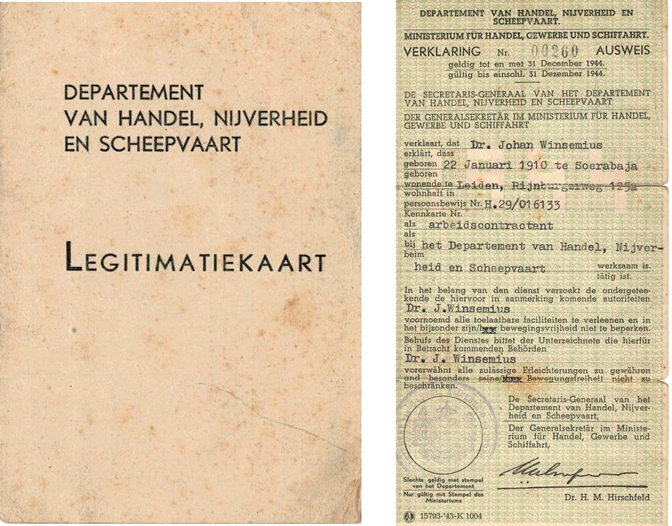 DEPARTEMENT
VAN HANDEL, NIJVERHEID
EN SCHEEPVAART
LEGITIMATIEKAART
DEPARTEMENT VAN HANDEL, NIJVERHEID EN
SCHEEPVAART.
MINISTERIUM FÜR HANDEL, GEWERBE UND SCHIFFAHRT.
VERKLARING Nr. 00260 AUSWEIS
geldig tot en met 31 December 1944.
gültig bis einschl. 31 Dezember 1944.
DE SECRETARIS-GENERAAL VAN HET DEPARTEMENT
VAN HANDEL, NIJVERHEID EN SCHEEPVAART
DER GENERALSEKRETÄR IM MINISTERIUM FÜR HANDEL,
GEWERBE UND SCHIFFAHRT
verklaart, dat Dr. Johan Winsemius
erklärt, dass
geboren 22 Januari 1910 te Soerabaja
geboren
wonende te Leiden, Rijnburgerweg 125a
wohnhaft in
persoonsbewijs Nr. H.29/016133
Kennkarte Nr.
als arbeidscontractant
als
bij het Departement van Handel, Nijver-
beim
heid en Scheepvaart werkzaam is.
tätig ist.
In het belang van den dienst verzoekt de ondergetee-
kende de hiervoor in aanmerking komende autoriteiten
Dr. J.Winsemius
voornoemd alle toelaatbare faciliteiten te verleenen en in
het bijzonder zijn/xxx bewegingsvrijheid niet te beperken.
Behufs des Dienstes bittet der Unterzeichnete die hierfür
in Betracht kommenden Behörden
Dr. J. Winsemius
vorerwähnt alle zulässige Erleichterungen zu gewähren
und besonders seine/xxxx Bewegungsfreiheit nicht zu
beschränken.
De Secretaris-Generaal van het
Departement van Handel, Nijver-
heid en Scheepvaart,
Der Generalsekretär im Ministe-
rium für Handel, Gewerbe und
Schiffahrt,
Slechts geldig met stempel
van het Departement
Nur gültig mit Stempel des
Ministeriums
Dr. H. M. Hirschfeld
15793-'43-K 1004